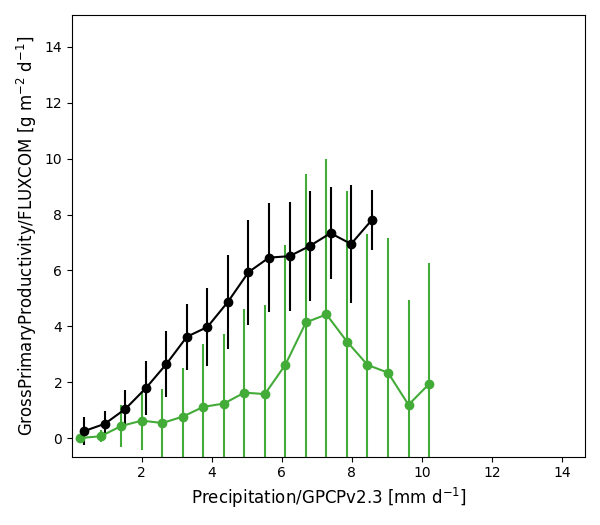 14
12
10
8
6
4
2
0
GrossPrimaryProductivity/FLUXCOM [g m⁻² d⁻¹]
2 4 6 8 10 12 14
Precipitation/GPCPv2.3 [mm d⁻¹]